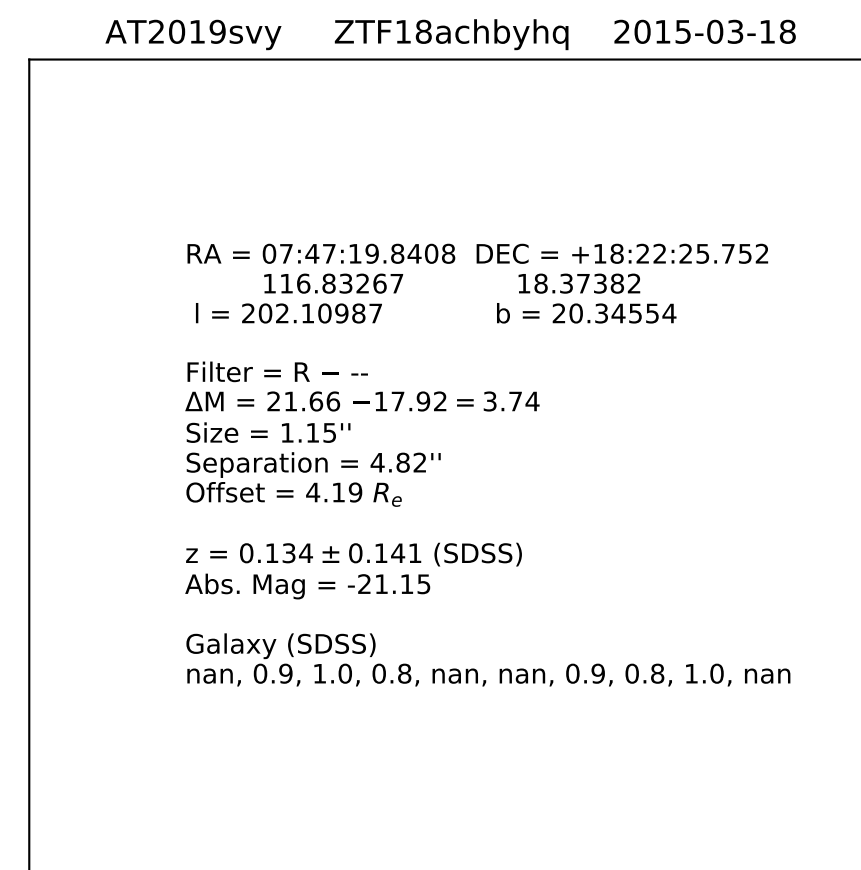 AT2019svy ZTF18achbyhq 2015-03-18
RA = 07:47:19.8408 DEC = +18:22:25.752
116.83267 18.37382
l = 202.10987 b = 20.34554
Filter = R − --
ΔM = 21.66 −17.92 = 3.74
Size = 1.15''
Separation = 4.82''
Offset = 4.19 Rₑ
z = 0.134 ± 0.141 (SDSS)
Abs. Mag = -21.15
Galaxy (SDSS)
nan, 0.9, 1.0, 0.8, nan, nan, 0.9, 0.8, 1.0, nan